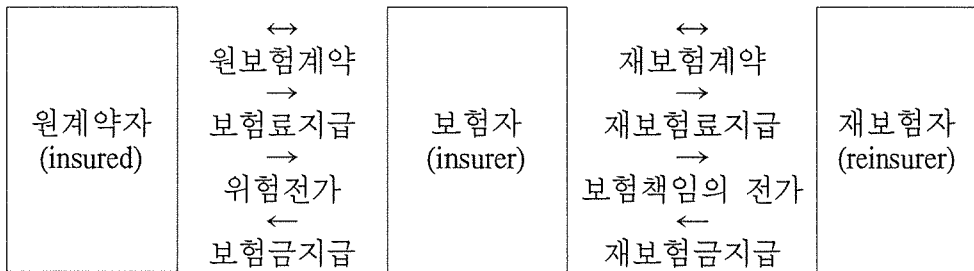 ↔ ↔
원보험계약 재보험계약
→ →
원계약자 보험료지급 보험자 재보험료지급 재보험자
(insured) → (insurer) → (reinsurer)
위험전가 보험책임의 전가
← ←
보험금지급 재보험금지급